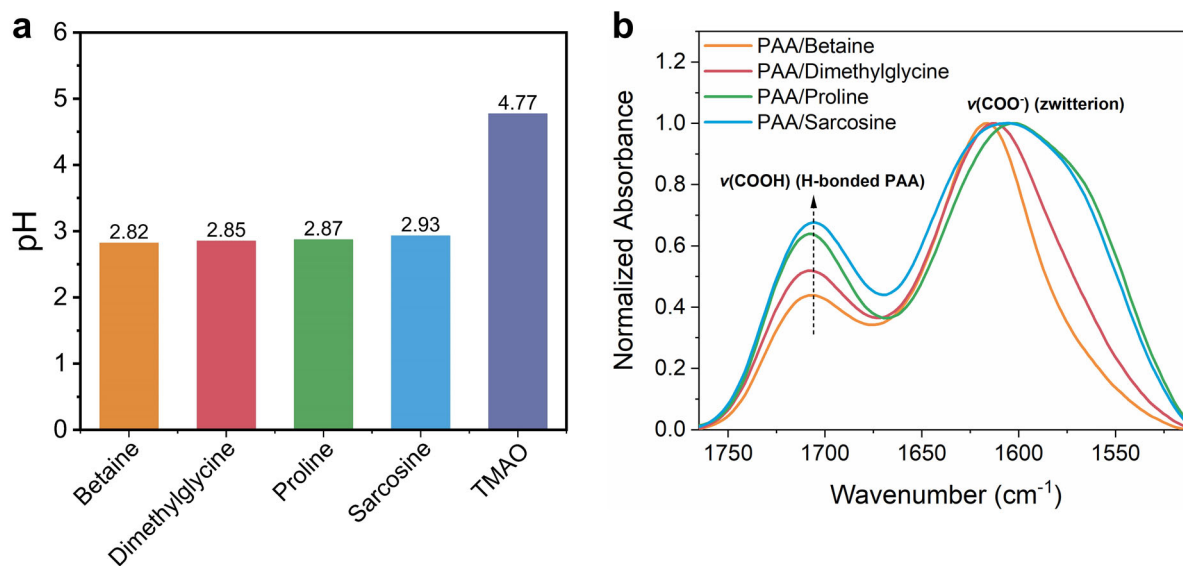 a
6
5
4
3
2
1
0
pH
2.82
2.85
2.87
2.93
4.77
Betaine
Dimethylglycine
Proline
Sarcosine
TMAO
b
1.2
1.0
0.8
0.6
0.4
0.2
0.0
Normalized Absorbance
PAA/Betaine
PAA/Dimethylglycine
PAA/Proline
PAA/Sarcosine
ν(COO⁻) (zwitterion)
ν(COOH) (H-bonded PAA)
1750
1700
1650
1600
1550
Wavenumber (cm⁻¹)